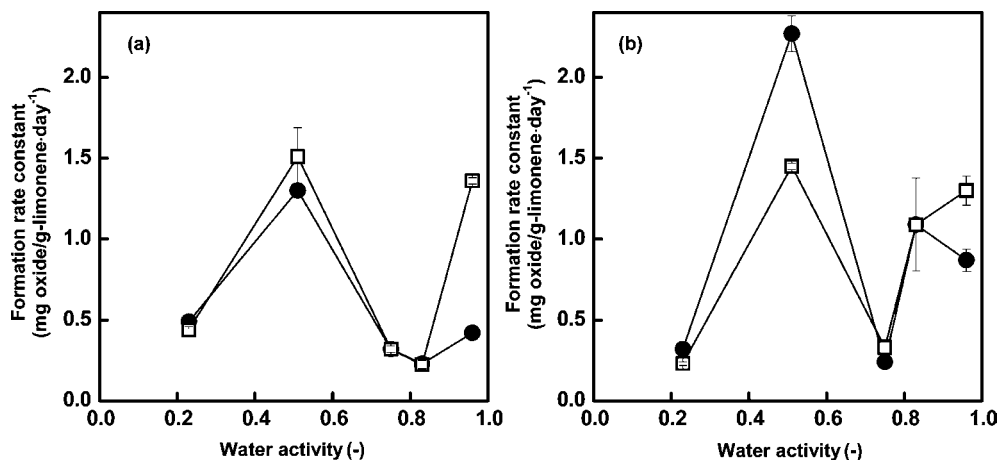 (a)
Formation rate constant
(mg oxide/g-limonene·day⁻¹)
2.0
1.5
1.0
0.5
0.0
0.0 0.2 0.4 0.6 0.8 1.0
Water activity (-)
(b)
Formation rate constant
(mg oxide/g-limonene·day⁻¹)
2.0
1.5
1.0
0.5
0.0
0.0 0.2 0.4 0.6 0.8 1.0
Water activity (-)